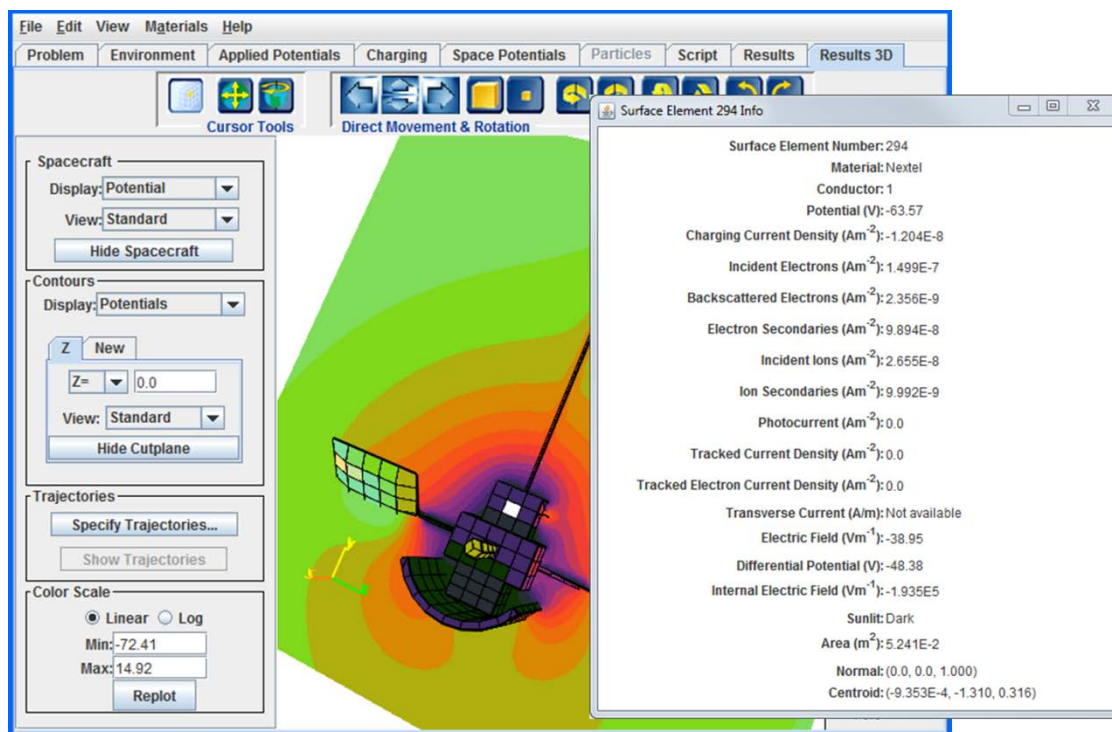 File Edit View Materials Help
Problem Environment Applied Potentials Charging Space Potentials Particles Script Results Results 3D
Cursor Tools Direct Movement & Rotation
Spacecraft
Display: Potential
View: Standard
Hide Spacecraft
Contours
Display: Potentials
Z New
Z= 0.0
View: Standard
Hide Cutplane
Trajectories
Specify Trajectories...
Show Trajectories
Color Scale
Linear Log
Min: -72.41
Max: 14.92
Replot
y
Surface Element 294 Info
Surface Element Number: 294
Material: Nextel
Conductor: 1
Potential (V): -63.57
Charging Current Density (Am⁻²): -1.204E-8
Incident Electrons (Am⁻²): 1.499E-7
Backscattered Electrons (Am⁻²): 2.356E-9
Electron Secondaries (Am⁻²): 9.894E-8
Incident Ions (Am⁻²): 2.655E-8
Ion Secondaries (Am⁻²): 9.992E-9
Photocurrent (Am⁻²): 0.0
Tracked Current Density (Am⁻²): 0.0
Tracked Electron Current Density (Am⁻²): 0.0
Transverse Current (A/m): Not available
Electric Field (Vm⁻¹): -38.95
Differential Potential (V): -48.38
Internal Electric Field (Vm⁻¹): -1.935E5
Sunlit: Dark
Area (m²): 5.241E-2
Normal: (0.0, 0.0, 1.000)
Centroid: (-9.353E-4, -1.310, 0.316)